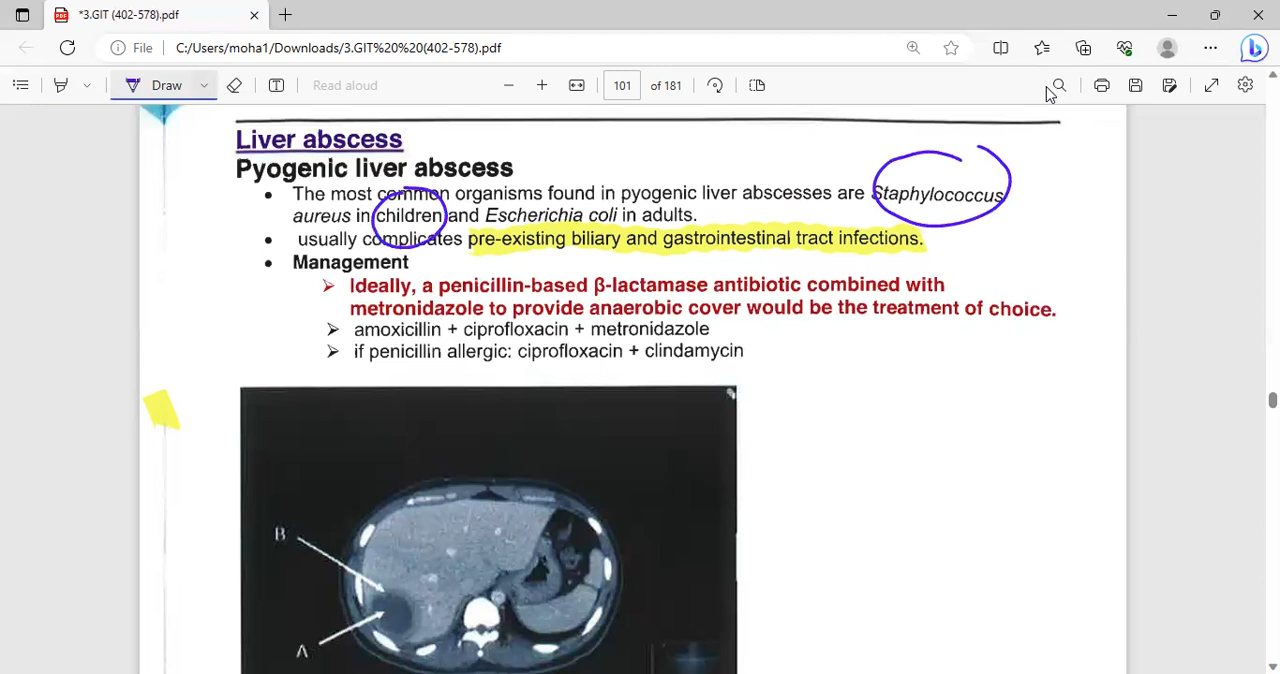 *3.GIT (402-578).pdf
File C:/Users/moha1/Downloads/3.GIT%20%20(402-578).pdf
Draw Read aloud 101 of 181
Liver abscess
Pyogenic liver abscess
• The most common organisms found in pyogenic liver abscesses are Staphylococcus
aureus in children and Escherichia coli in adults.
• usually complicates pre-existing biliary and gastrointestinal tract infections.
• Management
➢ Ideally, a penicillin-based β-lactamase antibiotic combined with
metronidazole to provide anaerobic cover would be the treatment of choice.
➢ amoxicillin + ciprofloxacin + metronidazole
➢ if penicillin allergic: ciprofloxacin + clindamycin
B
A